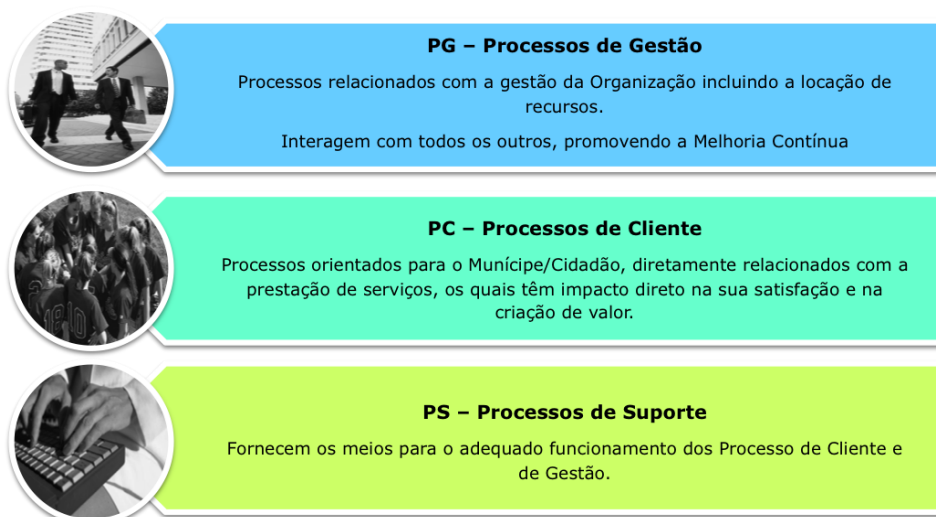 PG – Processos de Gestão
Processos relacionados com a gestão da Organização incluindo a locação de
recursos.
Interagem com todos os outros, promovendo a Melhoria Contínua
PC – Processos de Cliente
Processos orientados para o Munícipe/Cidadão, diretamente relacionados com a
prestação de serviços, os quais têm impacto direto na sua satisfação e na
criação de valor.
PS – Processos de Suporte
Fornecem os meios para o adequado funcionamento dos Processo de Cliente e
de Gestão.